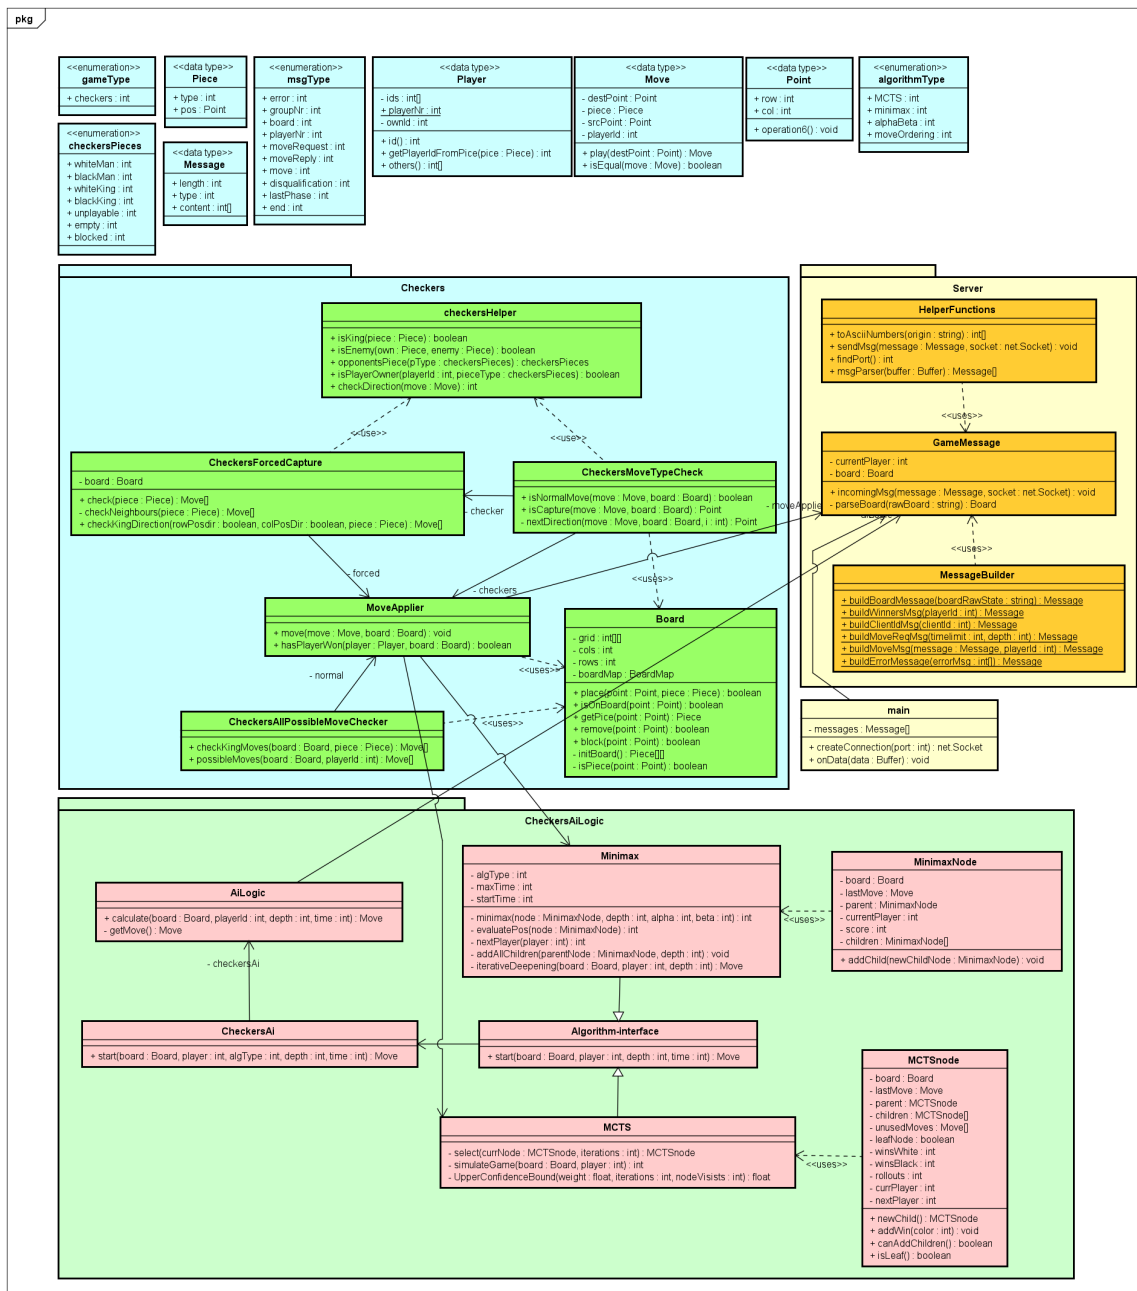 pkg
<<enumeration>>
gameType
+ checkers : int
<<data type>>
Piece
+ type : int
+ pos : Point
<<enumeration>>
msgType
+ error : int
+ groupNr : int
+ board : int
+ playerNr : int
+ moveRequest : int
+ moveReply : int
+ move : int
+ disqualification : int
+ lastPhase : int
+ end : int
<<data type>>
Player
- ids : int[]
+ playerNr : int
- ownId : int
+ id() : int
+ getPlayerIdFromPice(pice : Piece) : int
+ others() : int[]
<<data type>>
Move
- destPoint : Point
- piece : Piece
- srcPoint : Point
- playerId : int
+ play(destPoint : Point) : Move
+ isEqual(move : Move) : boolean
<<data type>>
Point
+ row : int
+ col : int
+ operation6() : void
<<enumeration>>
algorithmType
+ MCTS : int
+ minimax : int
+ alphaBeta : int
+ moveOrdering : int
<<enumeration>>
checkersPieces
+ whiteMan : int
+ blackMan : int
+ whiteKing : int
+ blackKing : int
+ unplayable : int
+ empty : int
+ blocked : int
<<data type>>
Message
+ length : int
+ type : int
+ content : int[]
Checkers
checkersHelper
+ isKing(piece : Piece) : boolean
+ isEnemy(own : Piece, enemy : Piece) : boolean
+ opponentsPiece(pType : checkersPieces) : checkersPieces
+ isPlayerOwner(playerId : int, pieceType : checkersPieces) : boolean
+ checkDirection(move : Move) : int
<<use>>
<<use>>
CheckersForcedCapture
- board : Board
+ check(piece : Piece) : Move[]
- checkNeighbours(piece : Piece) : Move[]
+ checkKingDirection(rowPosdir : boolean, colPosDir : boolean, piece : Piece) : Move[]
- checker
CheckersMoveTypeCheck
+ isNormalMove(move : Move, board : Board) : boolean
+ isCapture(move : Move, board : Board) : Point
- nextDirection(move : Move, board : Board, i : int) : Point
- moveApplie
- forced
- checkers
<<uses>>
MoveApplier
+ move(move : Move, board : Board) : void
+ hasPlayerWon(player : Player, board : Board) : boolean
<<uses>>
- normal
Board
- grid : int[][]
- cols : int
- rows : int
- boardMap : BoardMap
+ place(point : Point, piece : Piece) : boolean
+ isOnBoard(point : Point) : boolean
+ getPice(point : Point) : Piece
+ remove(point : Point) : boolean
+ block(point : Point) : boolean
- initBoard() : Piece[][]
- isPiece(point : Point) : boolean
CheckersAllPossibleMoveChecker
+ checkKingMoves(board : Board, piece : Piece) : Move[]
+ possibleMoves(board : Board, playerId : int) : Move[]
<<uses>>
Server
HelperFunctions
+ toAsciiNumbers(origin : string) : int[]
+ sendMsg(message : Message, socket : net.Socket) : void
+ findPort() : int
+ msgParser(buffer : Buffer) : Message[]
<<uses>>
GameMessage
- currentPlayer : int
- board : Board
+ incomingMsg(message : Message, socket : net.Socket) : void
- parseBoard(rawBoard : string) : Board
<<uses>>
MessageBuilder
+ buildBoardMessage(boardRawState : string) : Message
+ buildWinnersMsg(playerId : int) : Message
+ buildClientIdMsg(clientId : int) : Message
+ buildMoveReqMsg(timelimit : int, depth : int) : Message
+ buildMoveMsg(message : Message, playerId : int) : Message
+ buildErrorMessage(errorMsg : int[]) : Message
main
- messages : Message[]
+ createConnection(port : int) : net.Socket
+ onData(data : Buffer) : void
CheckersAiLogic
Minimax
- algType : int
- maxTime : int
- startTime : int
- minimax(node : MinimaxNode, depth : int, alpha : int, beta : int) : int
- evaluatePos(node : MinimaxNode) : int
- nextPlayer(player : int) : int
- addAllChildren(parentNode : MinimaxNode, depth : int) : void
- iterativeDeepening(board : Board, player : int, depth : int) : Move
<<uses>>
MinimaxNode
- board : Board
- lastMove : Move
- parent : MinimaxNode
- currentPlayer : int
- score : int
- children : MinimaxNode[]
+ addChild(newChildNode : MinimaxNode) : void
AiLogic
+ calculate(board : Board, playerId : int, depth : int, time : int) : Move
- getMove() : Move
- checkersAi
CheckersAi
+ start(board : Board, player : int, algType : int, depth : int, time : int) : Move
Algorithm-interface
+ start(board : Board, player : int, depth : int, time : int) : Move
MCTS
- select(currNode : MCTSnode, iterations : int) : MCTSnode
- simulateGame(board : Board, player : int) : int
- UpperConfidenceBound(weight : float, iterations : int, nodeVisists : int) : float
<<uses>>
MCTSnode
- board : Board
- lastMove : Move
- parent : MCTSnode
- children : MCTSnode[]
- unusedMoves : Move[]
- leafNode : boolean
- winsWhite : int
- winsBlack : int
- rollouts : int
- currPlayer : int
- nextPlayer : int
+ newChild() : MCTSnode
+ addWin(color : int) : void
+ canAddChildren() : boolean
+ isLeaf() : boolean